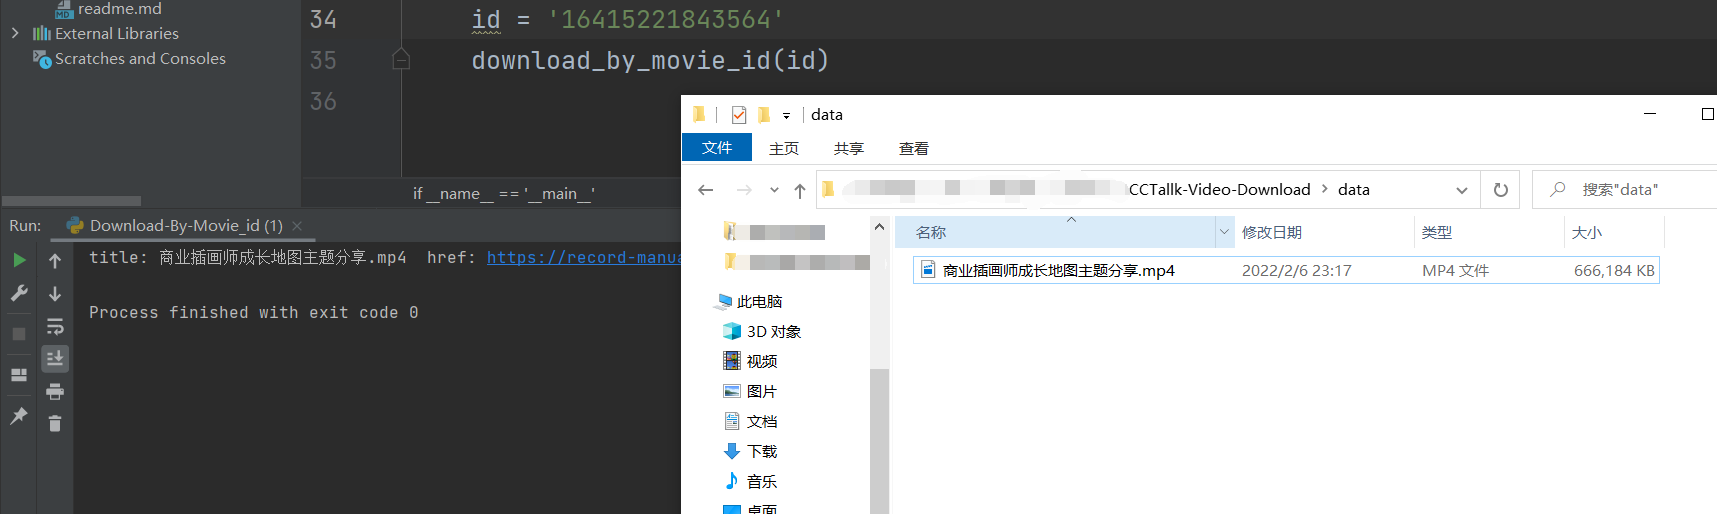 readme.md
External Libraries
Scratches and Consoles
34 id = '16415221843564'
35 download_by_movie_id(id)
36
if __name__ == '__main__'
Run: Download-By-Movie_id (1)
title: 商业插画师成长地图主题分享.mp4 href: https://record-manua
Process finished with exit code 0
data
文件 主页 共享 查看
CCTallk-Video-Download data
搜索"data"
名称 修改日期 类型 大小
商业插画师成长地图主题分享.mp4 2022/2/6 23:17 MP4 文件 666,184 KB
此电脑
3D 对象
视频
图片
文档
下载
音乐
桌面